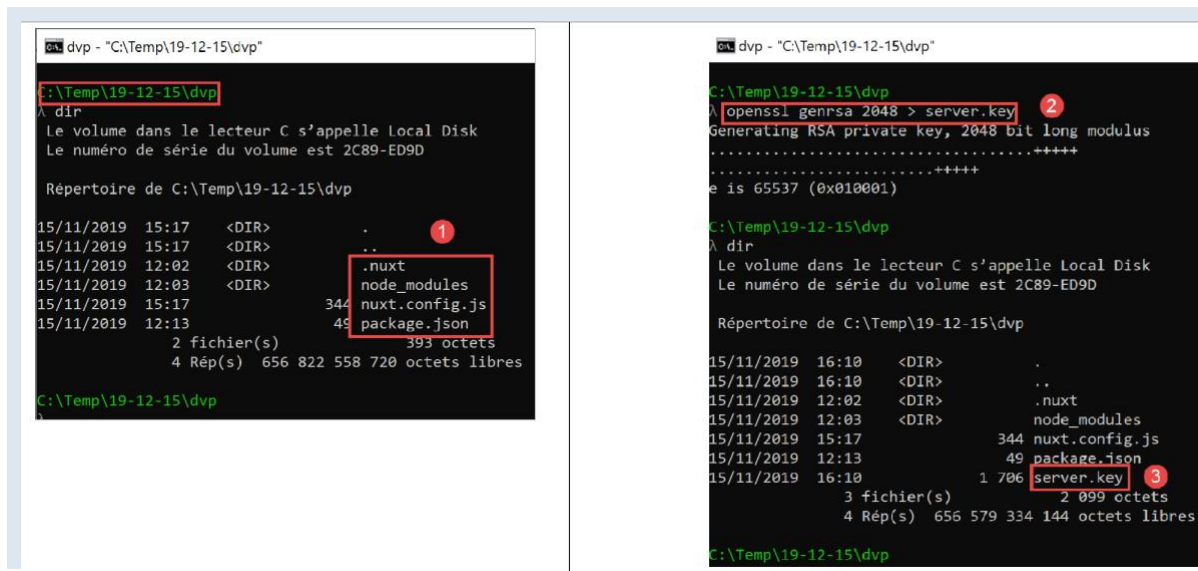 dvp - "C:\Temp\19-12-15\dvp"
C:\Temp\19-12-15\dvp
λ dir
Le volume dans le lecteur C s’appelle Local Disk
Le numéro de série du volume est 2C89-ED9D
Répertoire de C:\Temp\19-12-15\dvp
15/11/2019 15:17 <DIR> .
1
15/11/2019 15:17 <DIR> ..
15/11/2019 12:02 <DIR> .nuxt
15/11/2019 12:03 <DIR> node_modules
15/11/2019 15:17 344 nuxt.config.js
15/11/2019 12:13 49 package.json
2 fichier(s) 393 octets
4 Rép(s) 656 822 558 720 octets libres
C:\Temp\19-12-15\dvp
dvp - "C:\Temp\19-12-15\dvp"
C:\Temp\19-12-15\dvp
λ openssl genrsa 2048 > server.key 2
Generating RSA private key, 2048 bit long modulus
....................................+++++
.........................+++++
e is 65537 (0x010001)
C:\Temp\19-12-15\dvp
λ dir
Le volume dans le lecteur C s’appelle Local Disk
Le numéro de série du volume est 2C89-ED9D
Répertoire de C:\Temp\19-12-15\dvp
15/11/2019 16:10 <DIR> .
15/11/2019 16:10 <DIR> ..
15/11/2019 12:02 <DIR> .nuxt
15/11/2019 12:03 <DIR> node_modules
15/11/2019 15:17 344 nuxt.config.js
15/11/2019 12:13 49 package.json
15/11/2019 16:10 1 706 server.key 3
3 fichier(s) 2 099 octets
4 Rép(s) 656 579 334 144 octets libres
C:\Temp\19-12-15\dvp